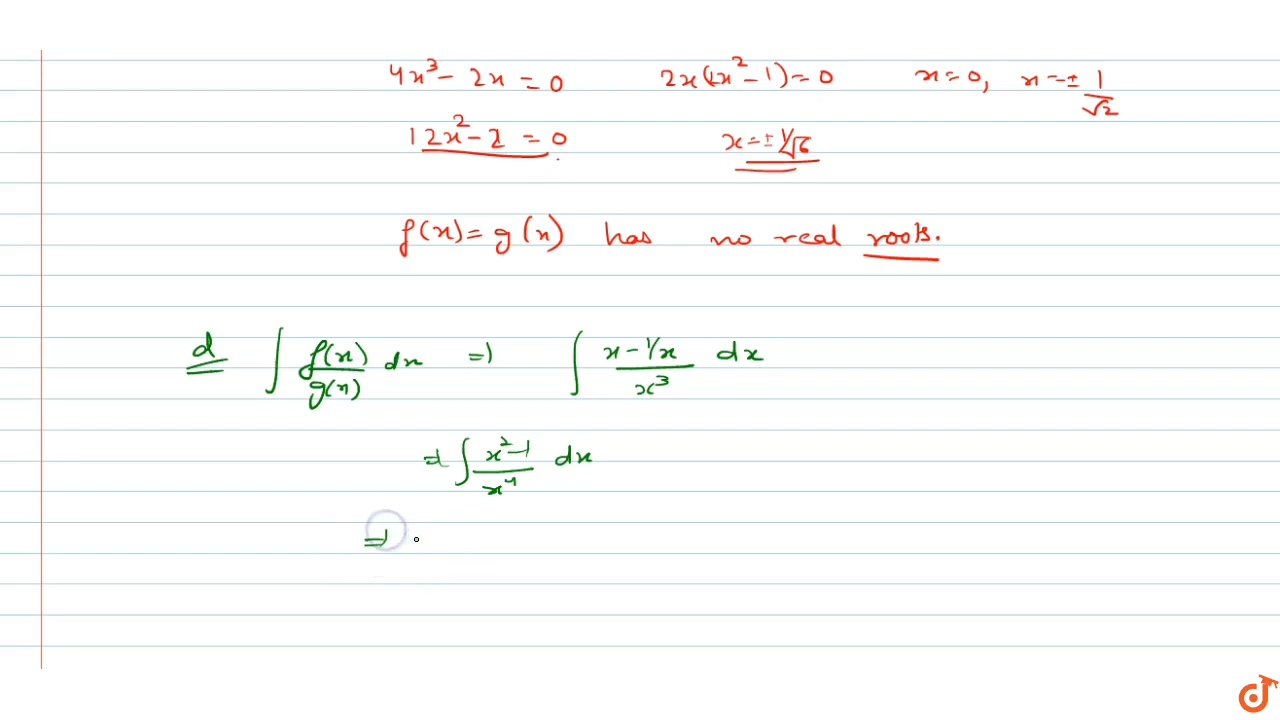 4x³ - 2x = 0 2x(2x² - 1) = 0 x = 0, x = ± 1/√2
12x² - 2 = 0 x = ± 1/√6
f(x) = g(x) has no real roots.
d ∫ f(x)/g(x) dx ⇒ ∫ (x - 1/x)/x³ dx
⇒ ∫ (x² - 1)/x⁴ dx
⇒